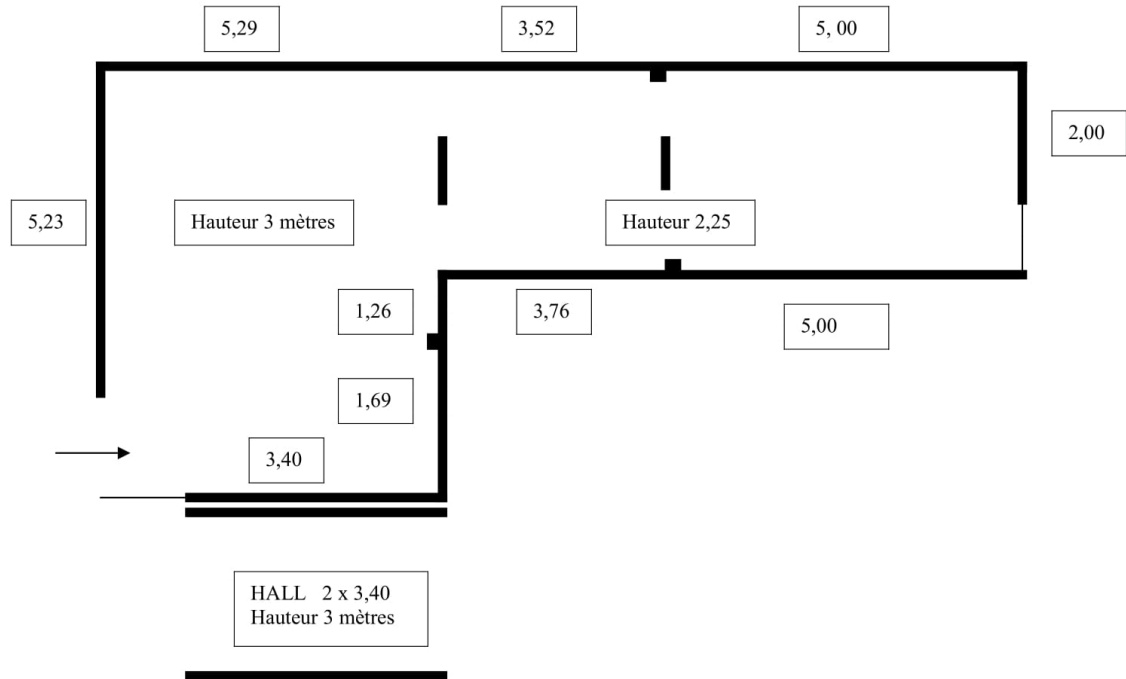 5,29
3,52
5, 00
2,00
5,23
Hauteur 3 mètres
Hauteur 2,25
1,26
3,76
5,00
1,69
3,40
HALL 2 x 3,40
Hauteur 3 mètres